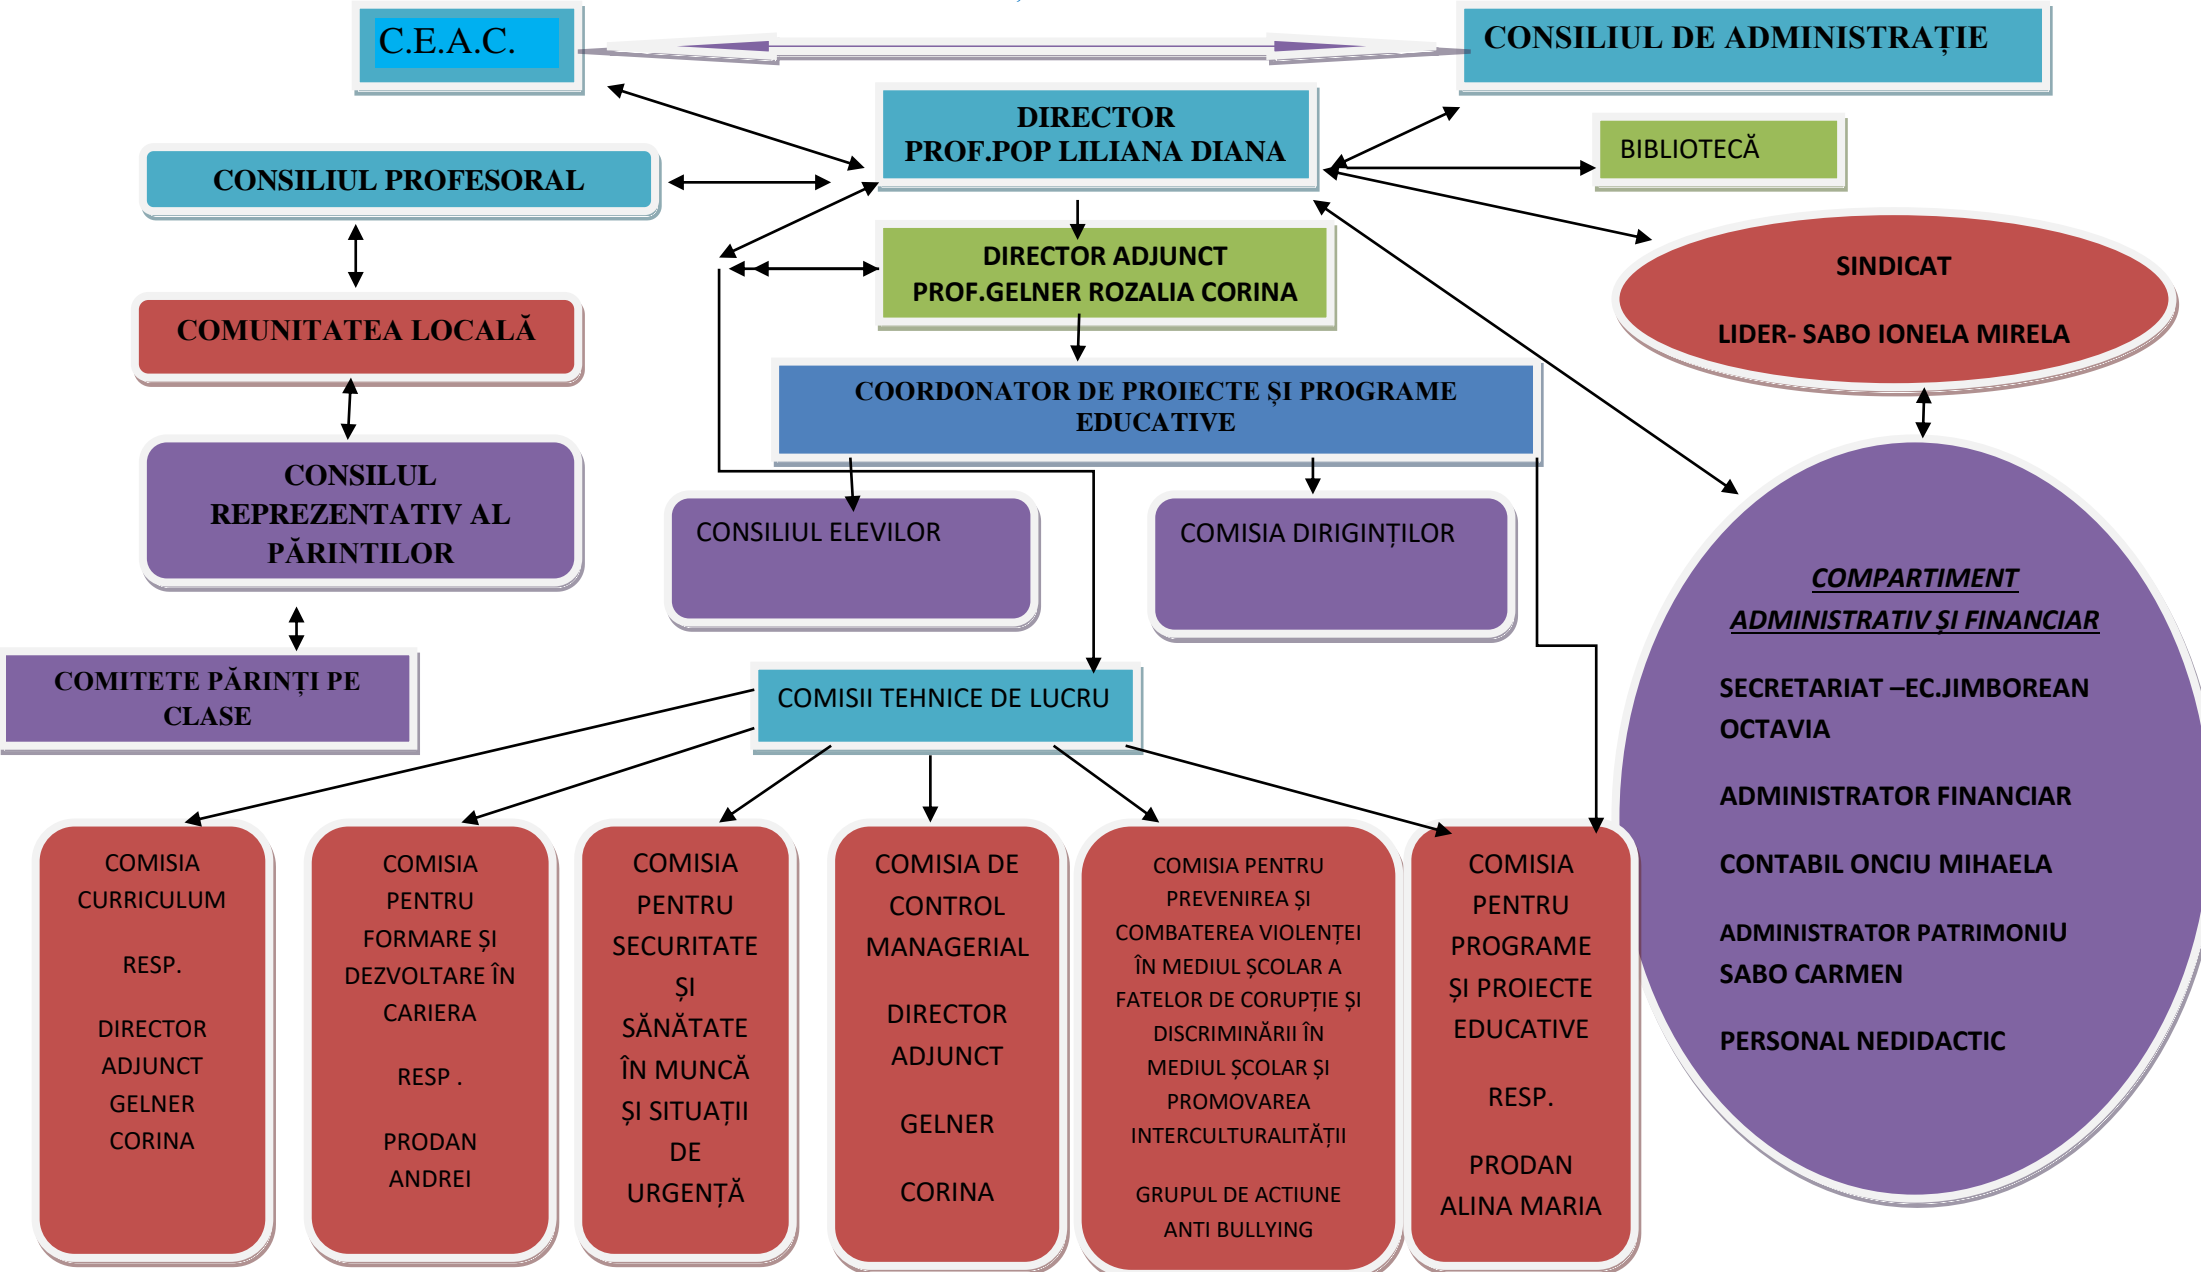 C.E.A.C.
CONSILIUL DE ADMINISTRAȚIE
DIRECTOR
PROF.POP LILIANA DIANA
BIBLIOTECĂ
CONSILIUL PROFESORAL
DIRECTOR ADJUNCT
PROF.GELNER ROZALIA CORINA
SINDICAT
LIDER- SABO IONELA MIRELA
COMUNITATEA LOCALĂ
COORDONATOR DE PROIECTE ȘI PROGRAME
EDUCATIVE
CONSILUL
REPREZENTATIV AL
PĂRINTILOR
CONSILIUL ELEVILOR
COMISIA DIRIGINȚILOR
COMPARTIMENT
ADMINISTRATIV ȘI FINANCIAR
SECRETARIAT –EC.JIMBOREAN
OCTAVIA
ADMINISTRATOR FINANCIAR
CONTABIL ONCIU MIHAELA
ADMINISTRATOR PATRIMONIU
SABO CARMEN
PERSONAL NEDIDACTIC
COMITETE PĂRINȚI PE
CLASE
COMISII TEHNICE DE LUCRU
COMISIA
CURRICULUM
RESP.
DIRECTOR
ADJUNCT
GELNER
CORINA
COMISIA
PENTRU
FORMARE ȘI
DEZVOLTARE ÎN
CARIERA
RESP .
PRODAN
ANDREI
COMISIA
PENTRU
SECURITATE
ȘI
SĂNĂTATE
ÎN MUNCĂ
ȘI SITUAȚII
DE
URGENȚĂ
COMISIA DE
CONTROL
MANAGERIAL
DIRECTOR
ADJUNCT
GELNER
CORINA
COMISIA PENTRU
PREVENIREA ȘI
COMBATEREA VIOLENȚEI
ÎN MEDIUL ȘCOLAR A
FATELOR DE CORUPȚIE ȘI
DISCRIMINĂRII ÎN
MEDIUL ȘCOLAR ȘI
PROMOVAREA
INTERCULTURALITĂȚII
GRUPUL DE ACTIUNE
ANTI BULLYING
COMISIA
PENTRU
PROGRAME
ȘI PROIECTE
EDUCATIVE
RESP.
PRODAN
ALINA MARIA